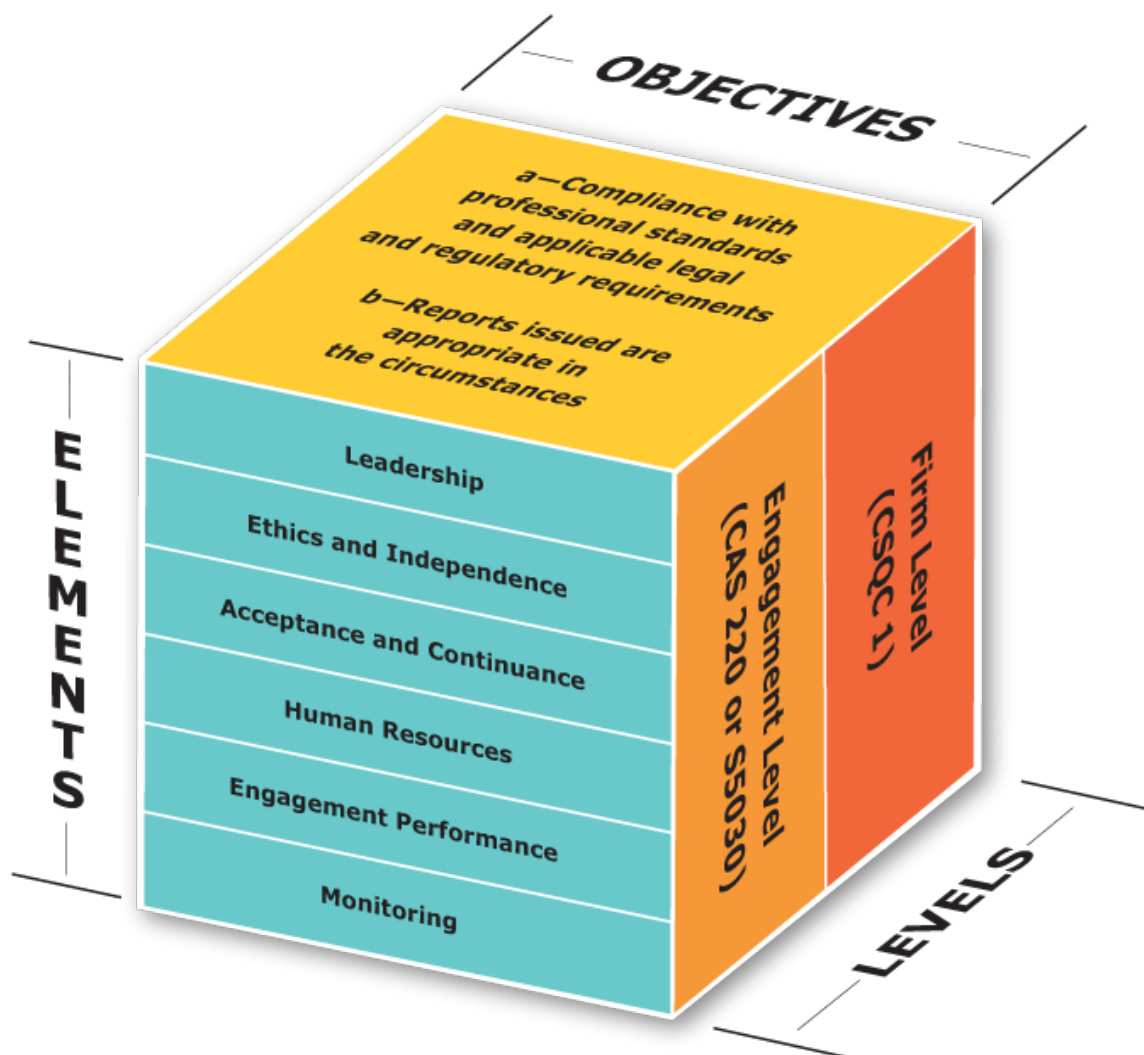 OBJECTIVES
a—Compliance with
professional standards
and applicable legal
and regulatory requirements
b—Reports issued are
appropriate in
the circumstances
ELEMENTS
Leadership
Ethics and Independence
Acceptance and Continuance
Human Resources
Engagement Performance
Monitoring
Engagement Level
(CAS 220 or S5030)
Firm Level
(CSQC 1)
LEVELS